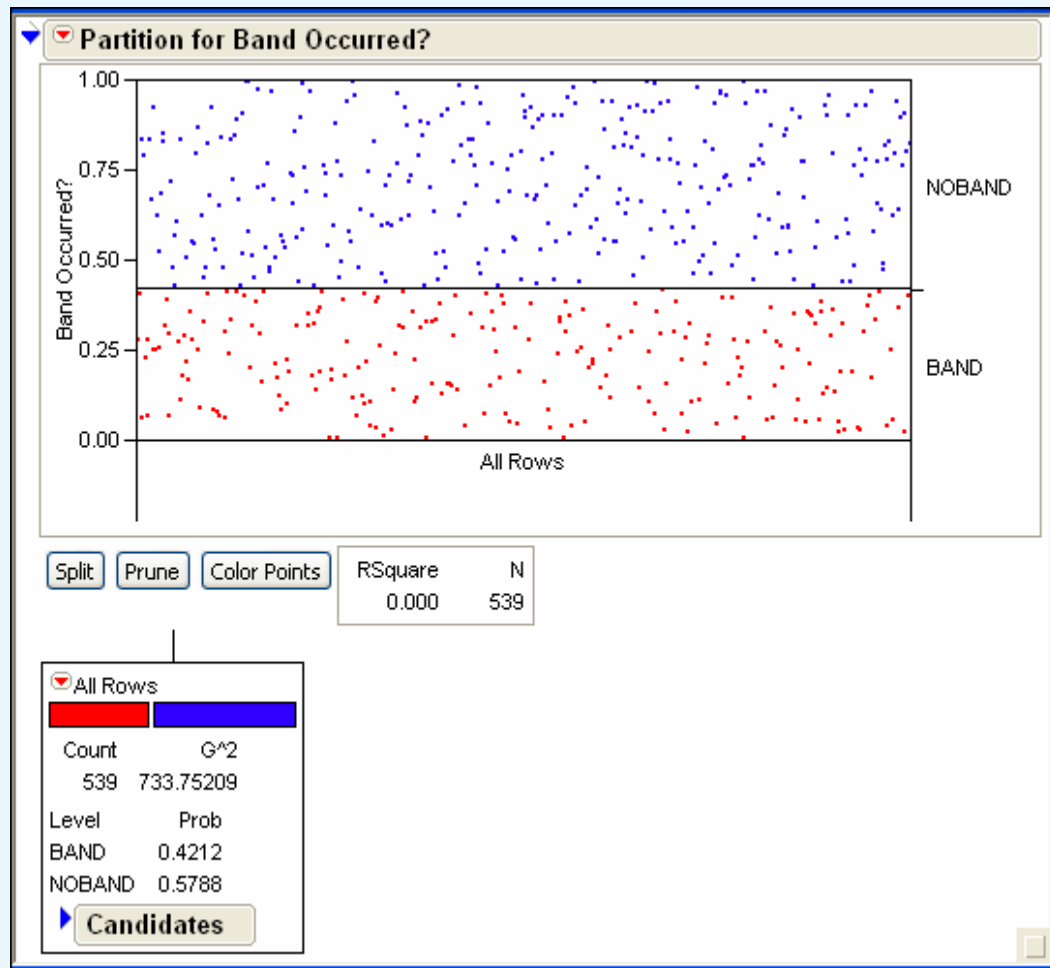 Partition for Band Occurred?
1.00
0.75
0.50
0.25
0.00
Band Occurred?
NOBAND
BAND
All Rows
Split Prune Color Points
RSquare N
0.000 539
All Rows
Count G^2
539 733.75209
Level Prob
BAND 0.4212
NOBAND 0.5788
Candidates